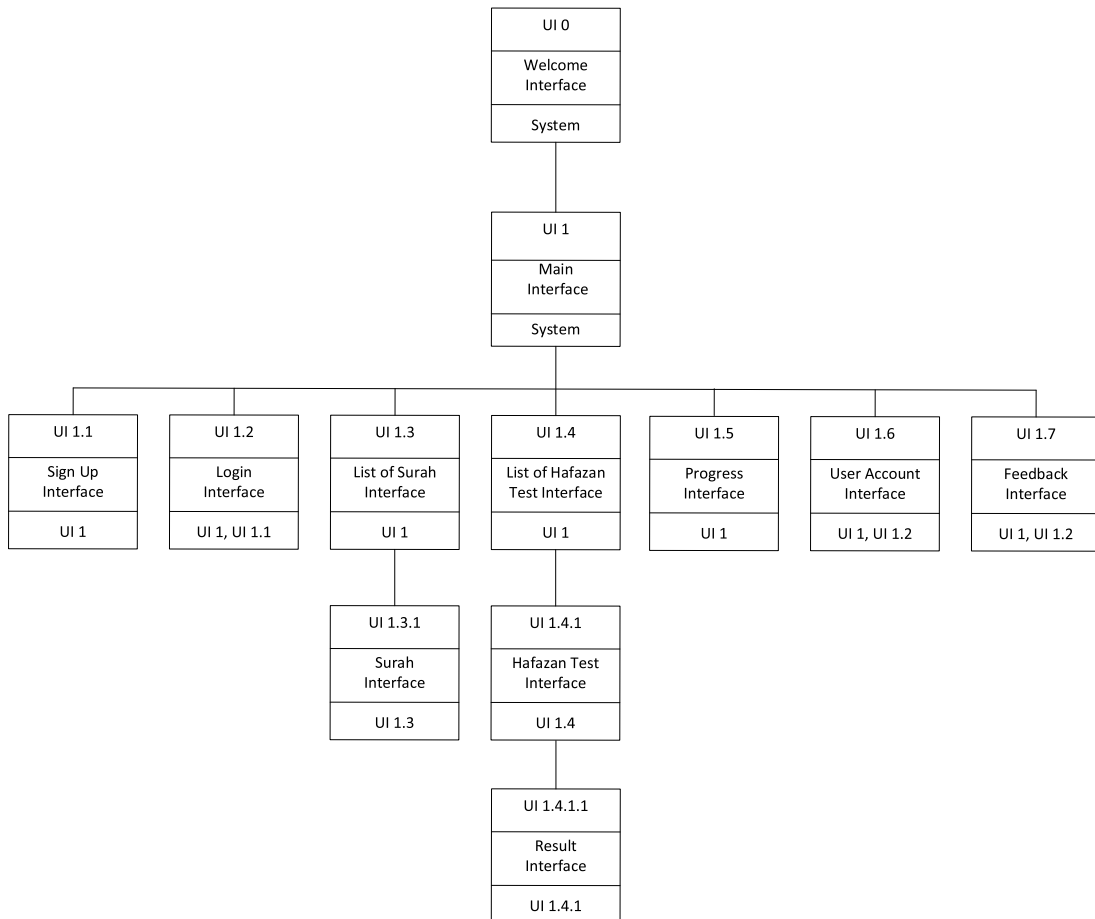 UI 0
Welcome
Interface
System
UI 1
Main
Interface
System
UI 1.1
Sign Up
Interface
UI 1
UI 1.2
Login
Interface
UI 1, UI 1.1
UI 1.3
List of Surah
Interface
UI 1
UI 1.4
List of Hafazan
Test Interface
UI 1
UI 1.5
Progress
Interface
UI 1
UI 1.6
User Account
Interface
UI 1, UI 1.2
UI 1.7
Feedback
Interface
UI 1, UI 1.2
UI 1.3.1
Surah
Interface
UI 1.3
UI 1.4.1
Hafazan Test
Interface
UI 1.4
UI 1.4.1.1
Result
Interface
UI 1.4.1